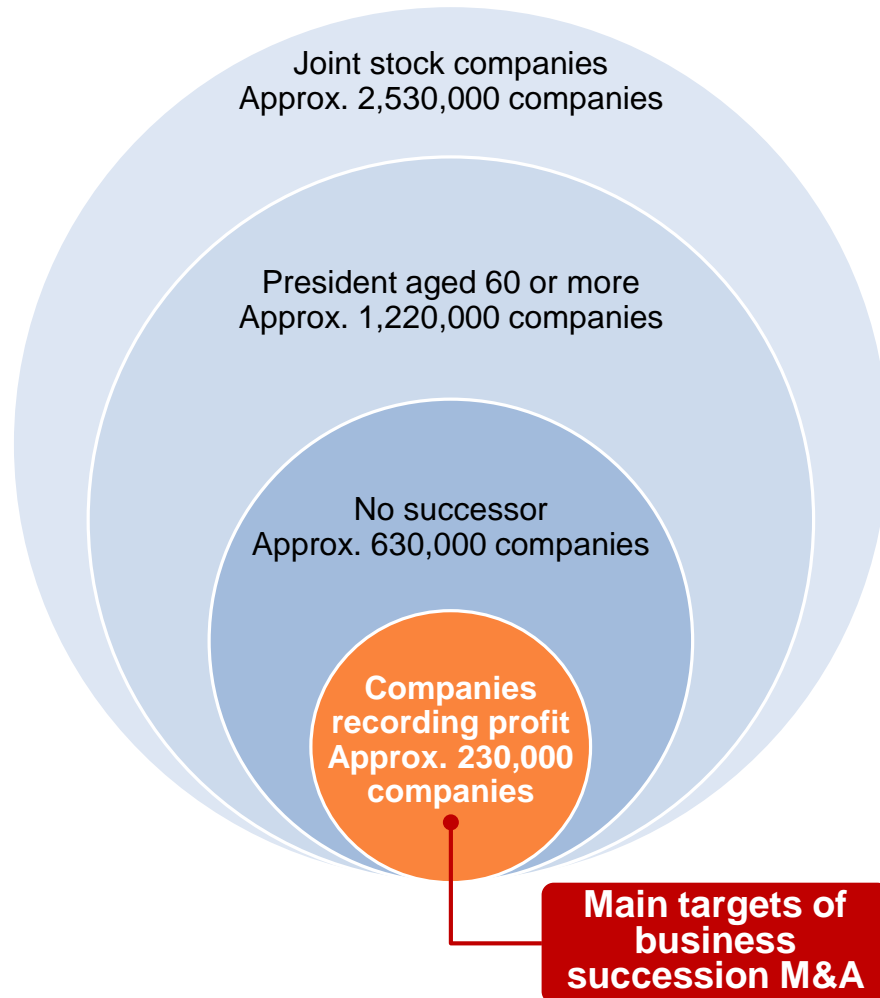 Joint stock companies
Approx. 2,530,000 companies
President aged 60 or more
Approx. 1,220,000 companies
No successor
Approx. 630,000 companies
Companies
recording profit
Approx. 230,000
companies
Main targets of
business
succession M&A